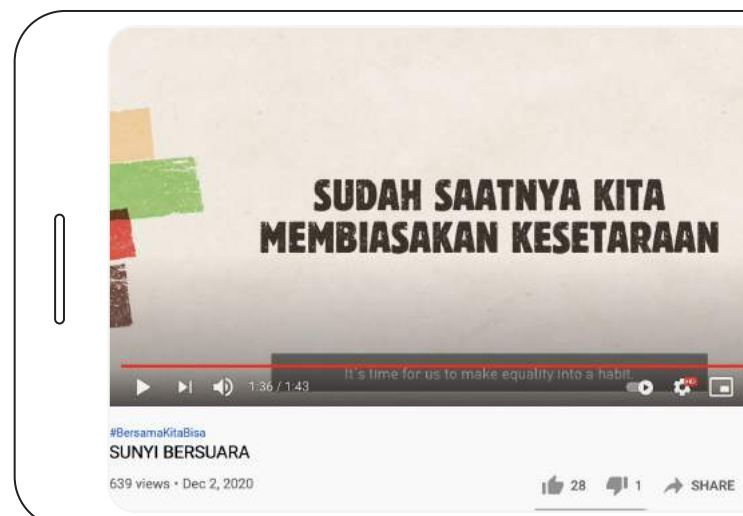 SUDAH SAATNYA KITA
MEMBIASAKAN KESETARAAN
It's time for us to make equality into a habit.
1:36 / 1:43
HD
#BersamaKitaBisa
SUNYI BERSUARA
639 views • Dec 2, 2020
28
1
SHARE